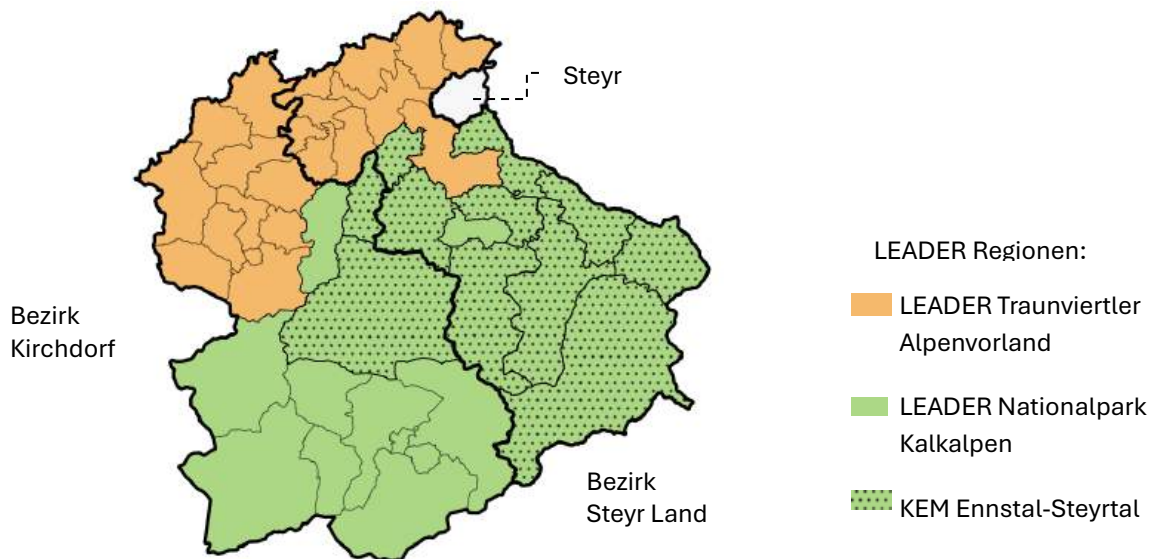 Steyr
LEADER Regionen:
Bezirk
Kirchdorf
LEADER Traunviertler
Alpenvorland
LEADER Nationalpark
Kalkalpen
Bezirk
Steyr Land
KEM Ennstal-Steyrtal